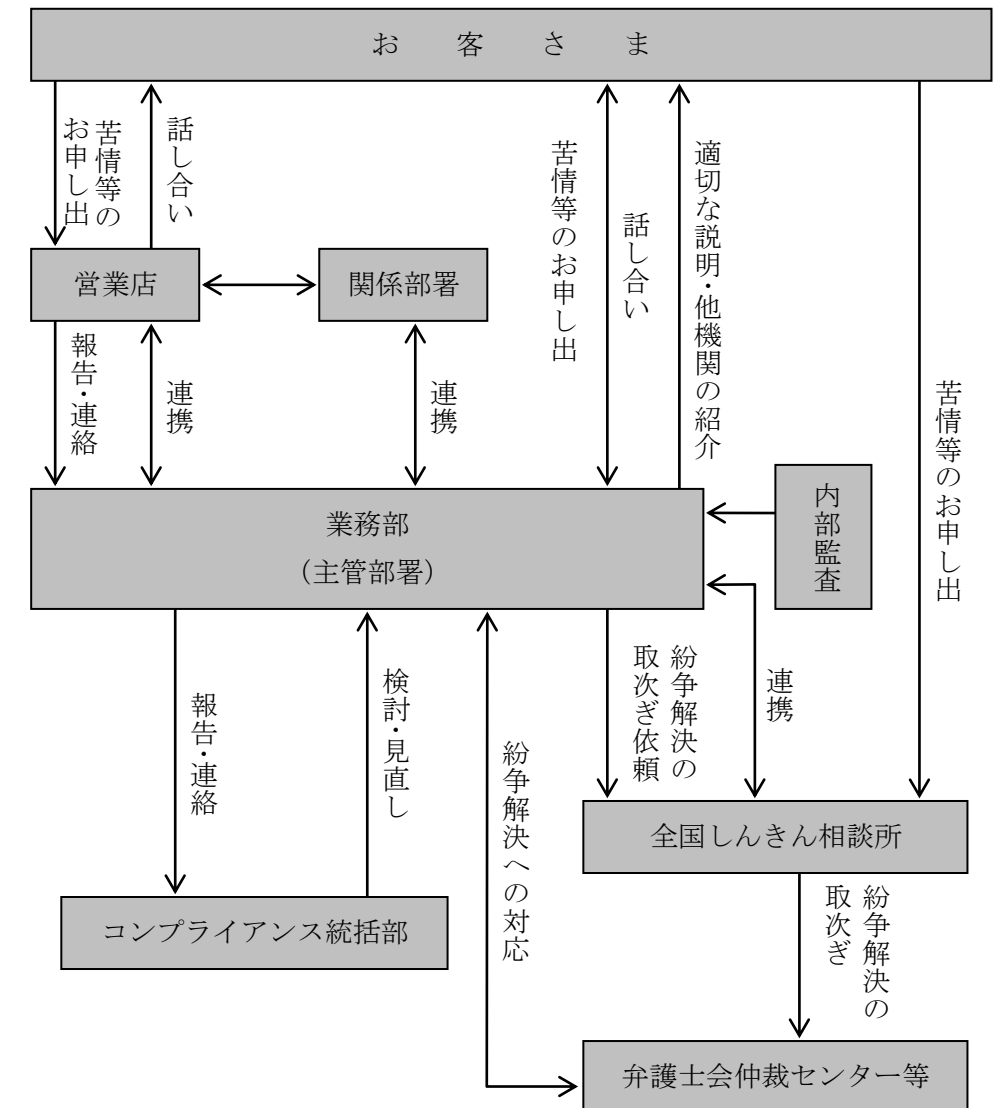 お　客　さ　ま
苦情等の
お申し出
話し合い
苦情等のお申し出
話し合い
適切な説明・他機関の紹介
苦情等のお申し出
営業店
関係部署
報告・連絡
連携
連携
業務部
（主管部署）
内部監査
報告・連絡
検討・見直し
紛争解決への対応
紛争解決の
取次ぎ依頼
連携
全国しんきん相談所
コンプライアンス統括部
紛争解決の
取次ぎ
弁護士会仲裁センター等